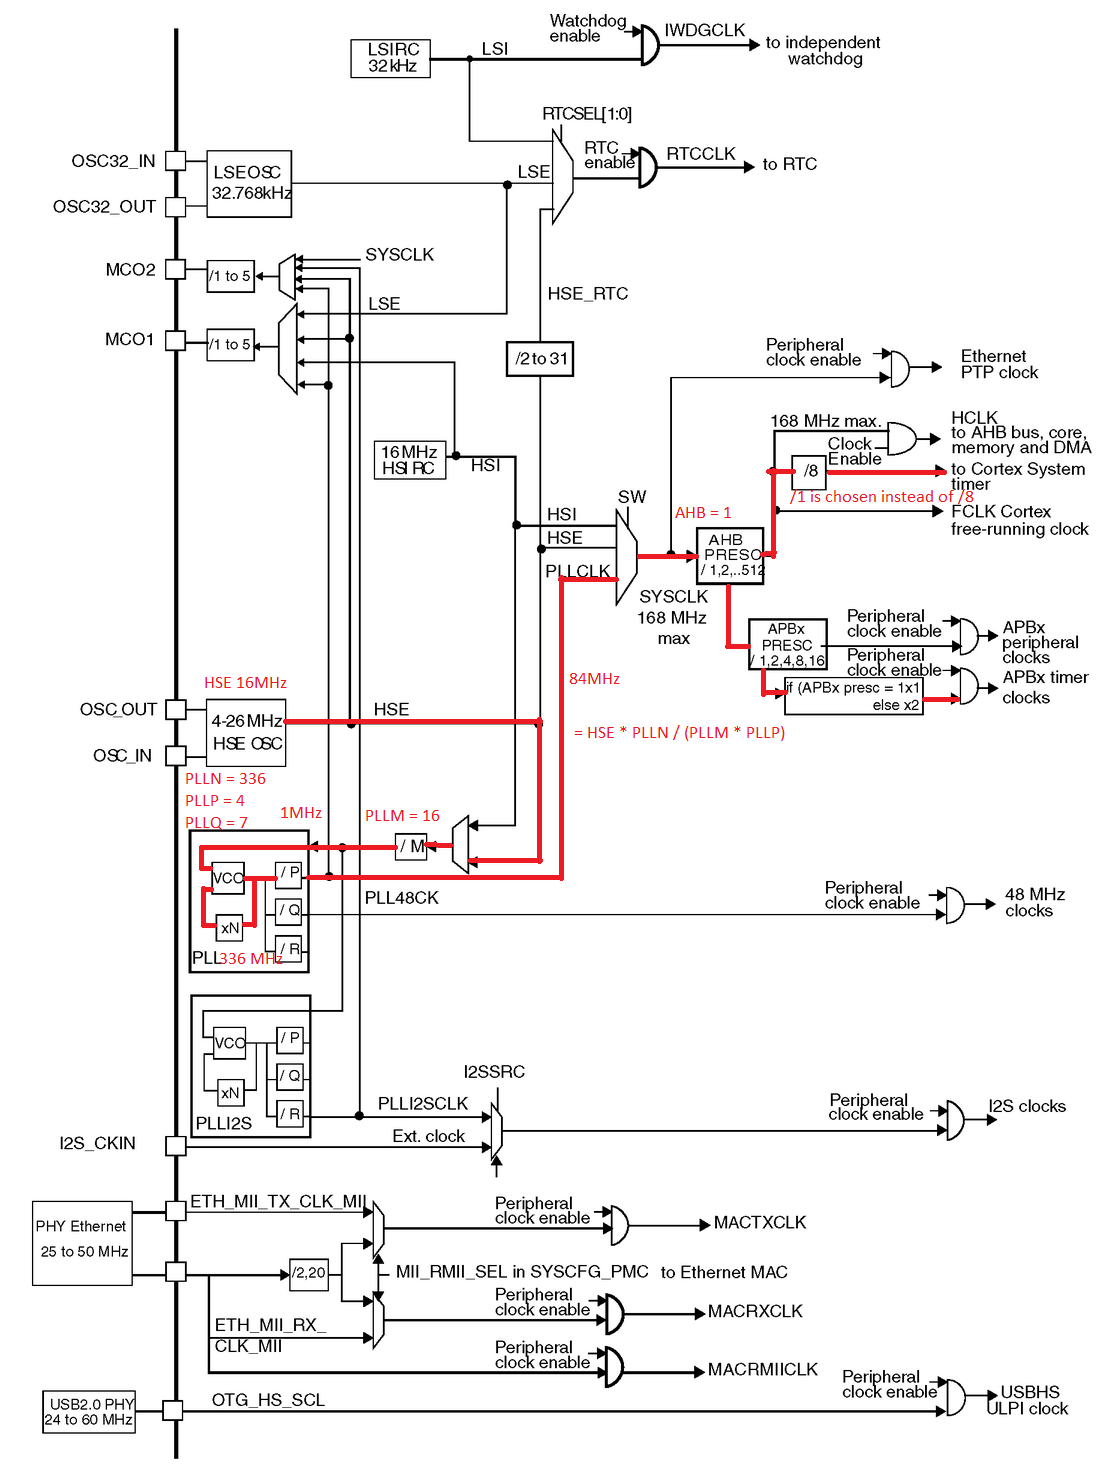 Watchdog
enable
IWDGCLK
to independent
watchdog
LSIRC
32kHz
LSI
RTCSEL[1:0]
OSC32_IN
OSC32_OUT
LSEOSC
32.768kHz
LSE
RTC
enable
RTCCLK
to RTC
MCO2
/1 to 5
SYSCLK
LSE
HSE_RTC
MCO1
/1 to 5
/2 to 31
Peripheral
clock enable
Ethernet
PTP clock
16MHz
HSI RC
HSI
168 MHz max.
Clock
Enable
HCLK
to AHB bus, core,
memory and DMA
/8
to Cortex System
timer
/1 is chosen instead of /8
FCLK Cortex
free-running clock
SW
HSI
HSE
PLLCLK
AHB = 1
AHB
PRESC
/ 1,2,..512
SYSCLK
168 MHz
max
APBx
PRESC
/ 1,2,4,8,16
Peripheral
clock enable
APBx
peripheral
clocks
Peripheral
clock enable
if (APBx presc = 1x1
else x2
APBx timer
clocks
HSE 16MHz
84MHz
= HSE * PLLN / (PLLM * PLLP)
OSC_OUT
OSC_IN
4-26MHz
HSE OSC
HSE
PLLN = 336
PLLP = 4
PLLQ = 7
1MHz
PLLM = 16
/ M
VCO
xN
/ P
/ Q
/ R
PLL
336 MHz
PLL48CK
Peripheral
clock enable
48 MHz
clocks
VCO
xN
/ P
/ Q
/ R
PLLI2S
I2SSRC
PLLI2SCLK
Ext. clock
I2S_CKIN
Peripheral
clock enable
I2S clocks
PHY Ethernet
25 to 50 MHz
ETH_MII_TX_CLK_MII
Peripheral
clock enable
MACTXCLK
/2,20
MII_RMII_SEL in SYSCFG_PMC
to Ethernet MAC
ETH_MII_RX_
CLK_MII
Peripheral
clock enable
MACRXCLK
Peripheral
clock enable
MACRMIICLK
USB2.0 PHY
24 to 60 MHz
OTG_HS_SCL
Peripheral
clock enable
USBHS
ULPI clock